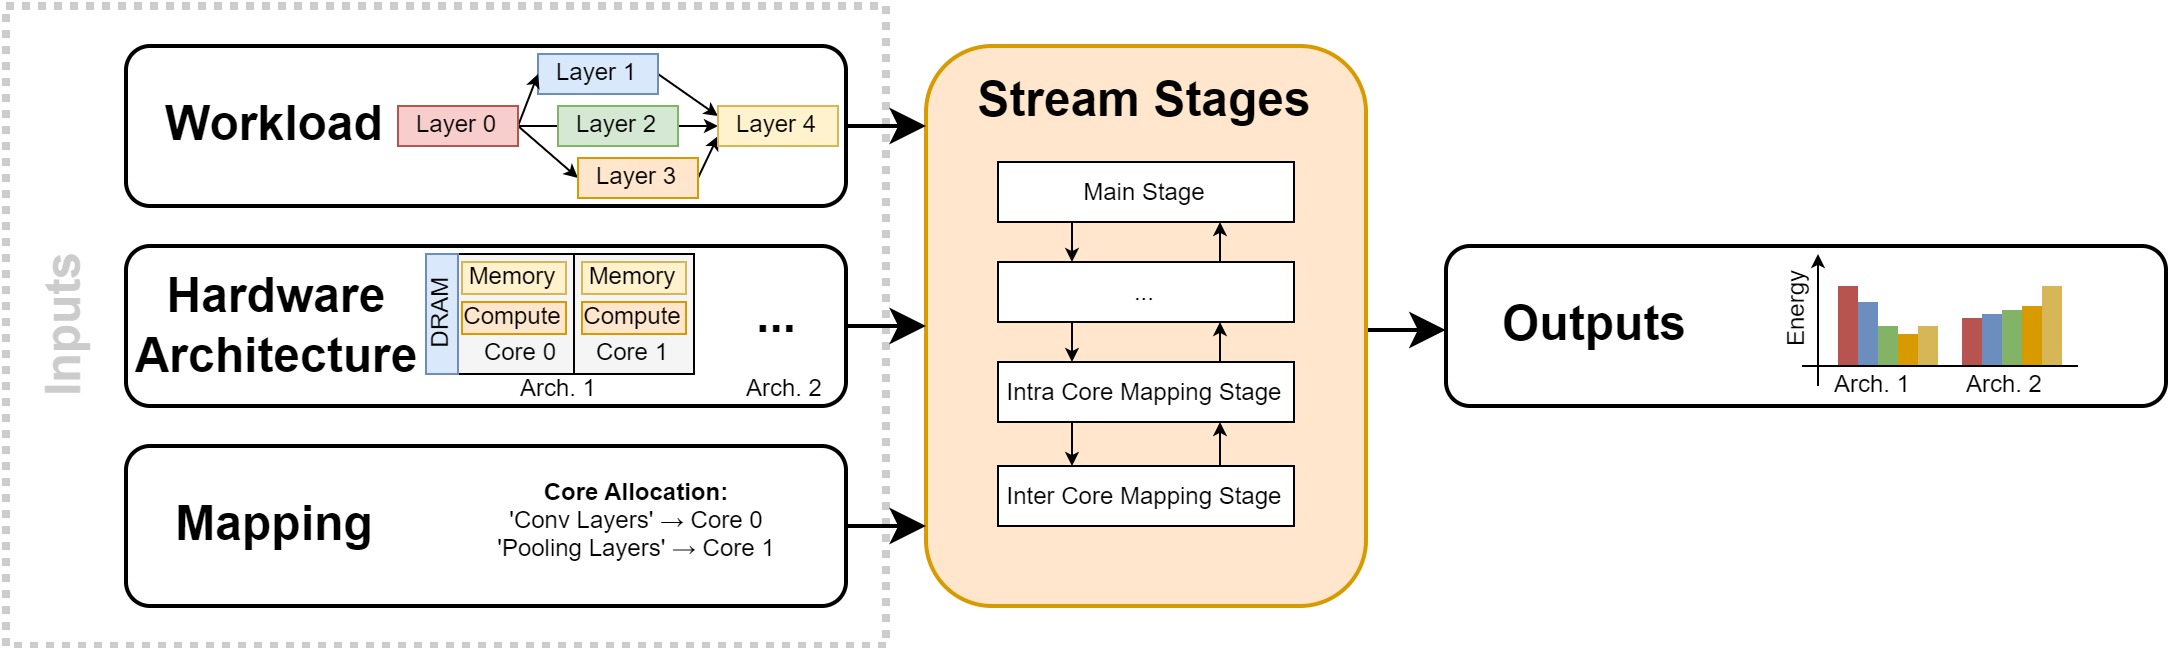 Inputs
Workload
Layer 0
Layer 1
Layer 2
Layer 3
Layer 4
Hardware
Architecture
DRAM
Memory
Compute
Core 0
Memory
Compute
Core 1
Arch. 1
...
Arch. 2
Mapping
Core Allocation:
'Conv Layers' → Core 0
'Pooling Layers' → Core 1
Stream Stages
Main Stage
...
Intra Core Mapping Stage
Inter Core Mapping Stage
Outputs
Energy
Arch. 1
Arch. 2